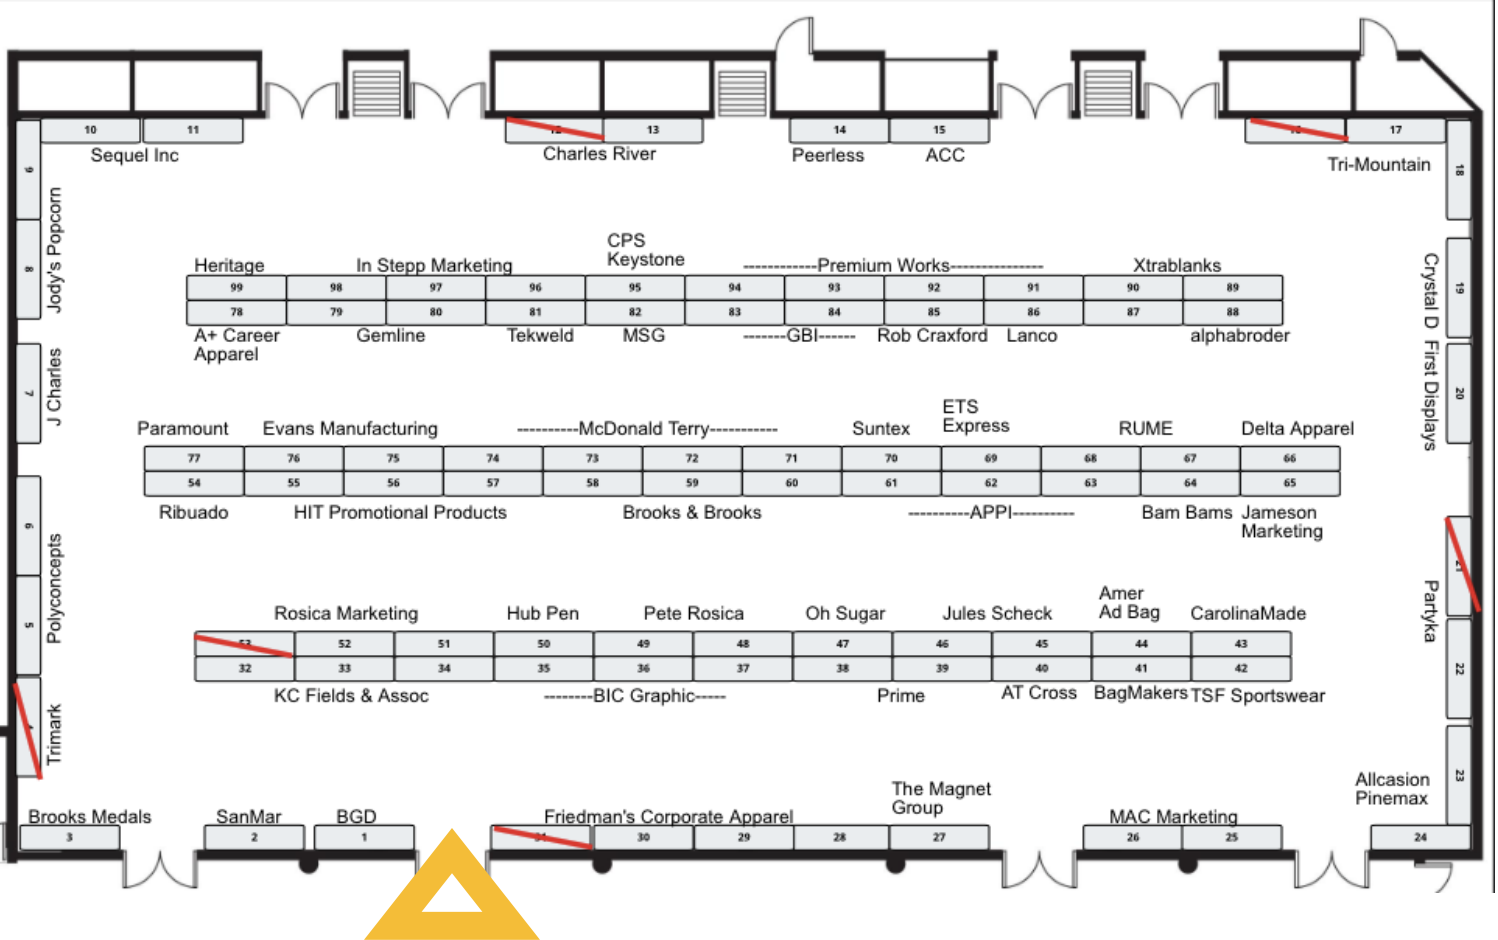 10 11 12 13 14 15 16 17
Sequel Inc Charles River Peerless ACC Tri-Mountain
9 18
Jody's Popcorn
8
CPS
Keystone
Heritage In Stepp Marketing ------------Premium Works--------------- Xtrablanks
99 98 97 96 95 94 93 92 91 90 89
78 79 80 81 82 83 84 85 86 87 88
A+ Career Gemline Tekweld MSG -------GBI------ Rob Craxford Lanco alphabroder
Apparel
Crystal D 19
7 J Charles
First Displays 20
ETS
Express
Paramount Evans Manufacturing ----------McDonald Terry----------- Suntex RUME Delta Apparel
77 76 75 74 73 72 71 70 69 68 67 66
54 55 56 57 58 59 60 61 62 63 64 65
Ribuado HIT Promotional Products Brooks & Brooks ----------APPI---------- Bam Bams Jameson
Marketing
6
Polyconcepts
5
21
Partyka
22
Amer
Ad Bag
Rosica Marketing Hub Pen Pete Rosica Oh Sugar Jules Scheck CarolinaMade
53 52 51 50 49 48 47 46 45 44 43
32 33 34 35 36 37 38 39 40 41 42
KC Fields & Assoc --------BIC Graphic----- Prime AT Cross BagMakers TSF Sportswear
Trimark
23
Allcasion
Pinemax
The Magnet
Group
Brooks Medals SanMar BGD Friedman's Corporate Apparel MAC Marketing
3 2 1 31 30 29 28 27 26 25 24